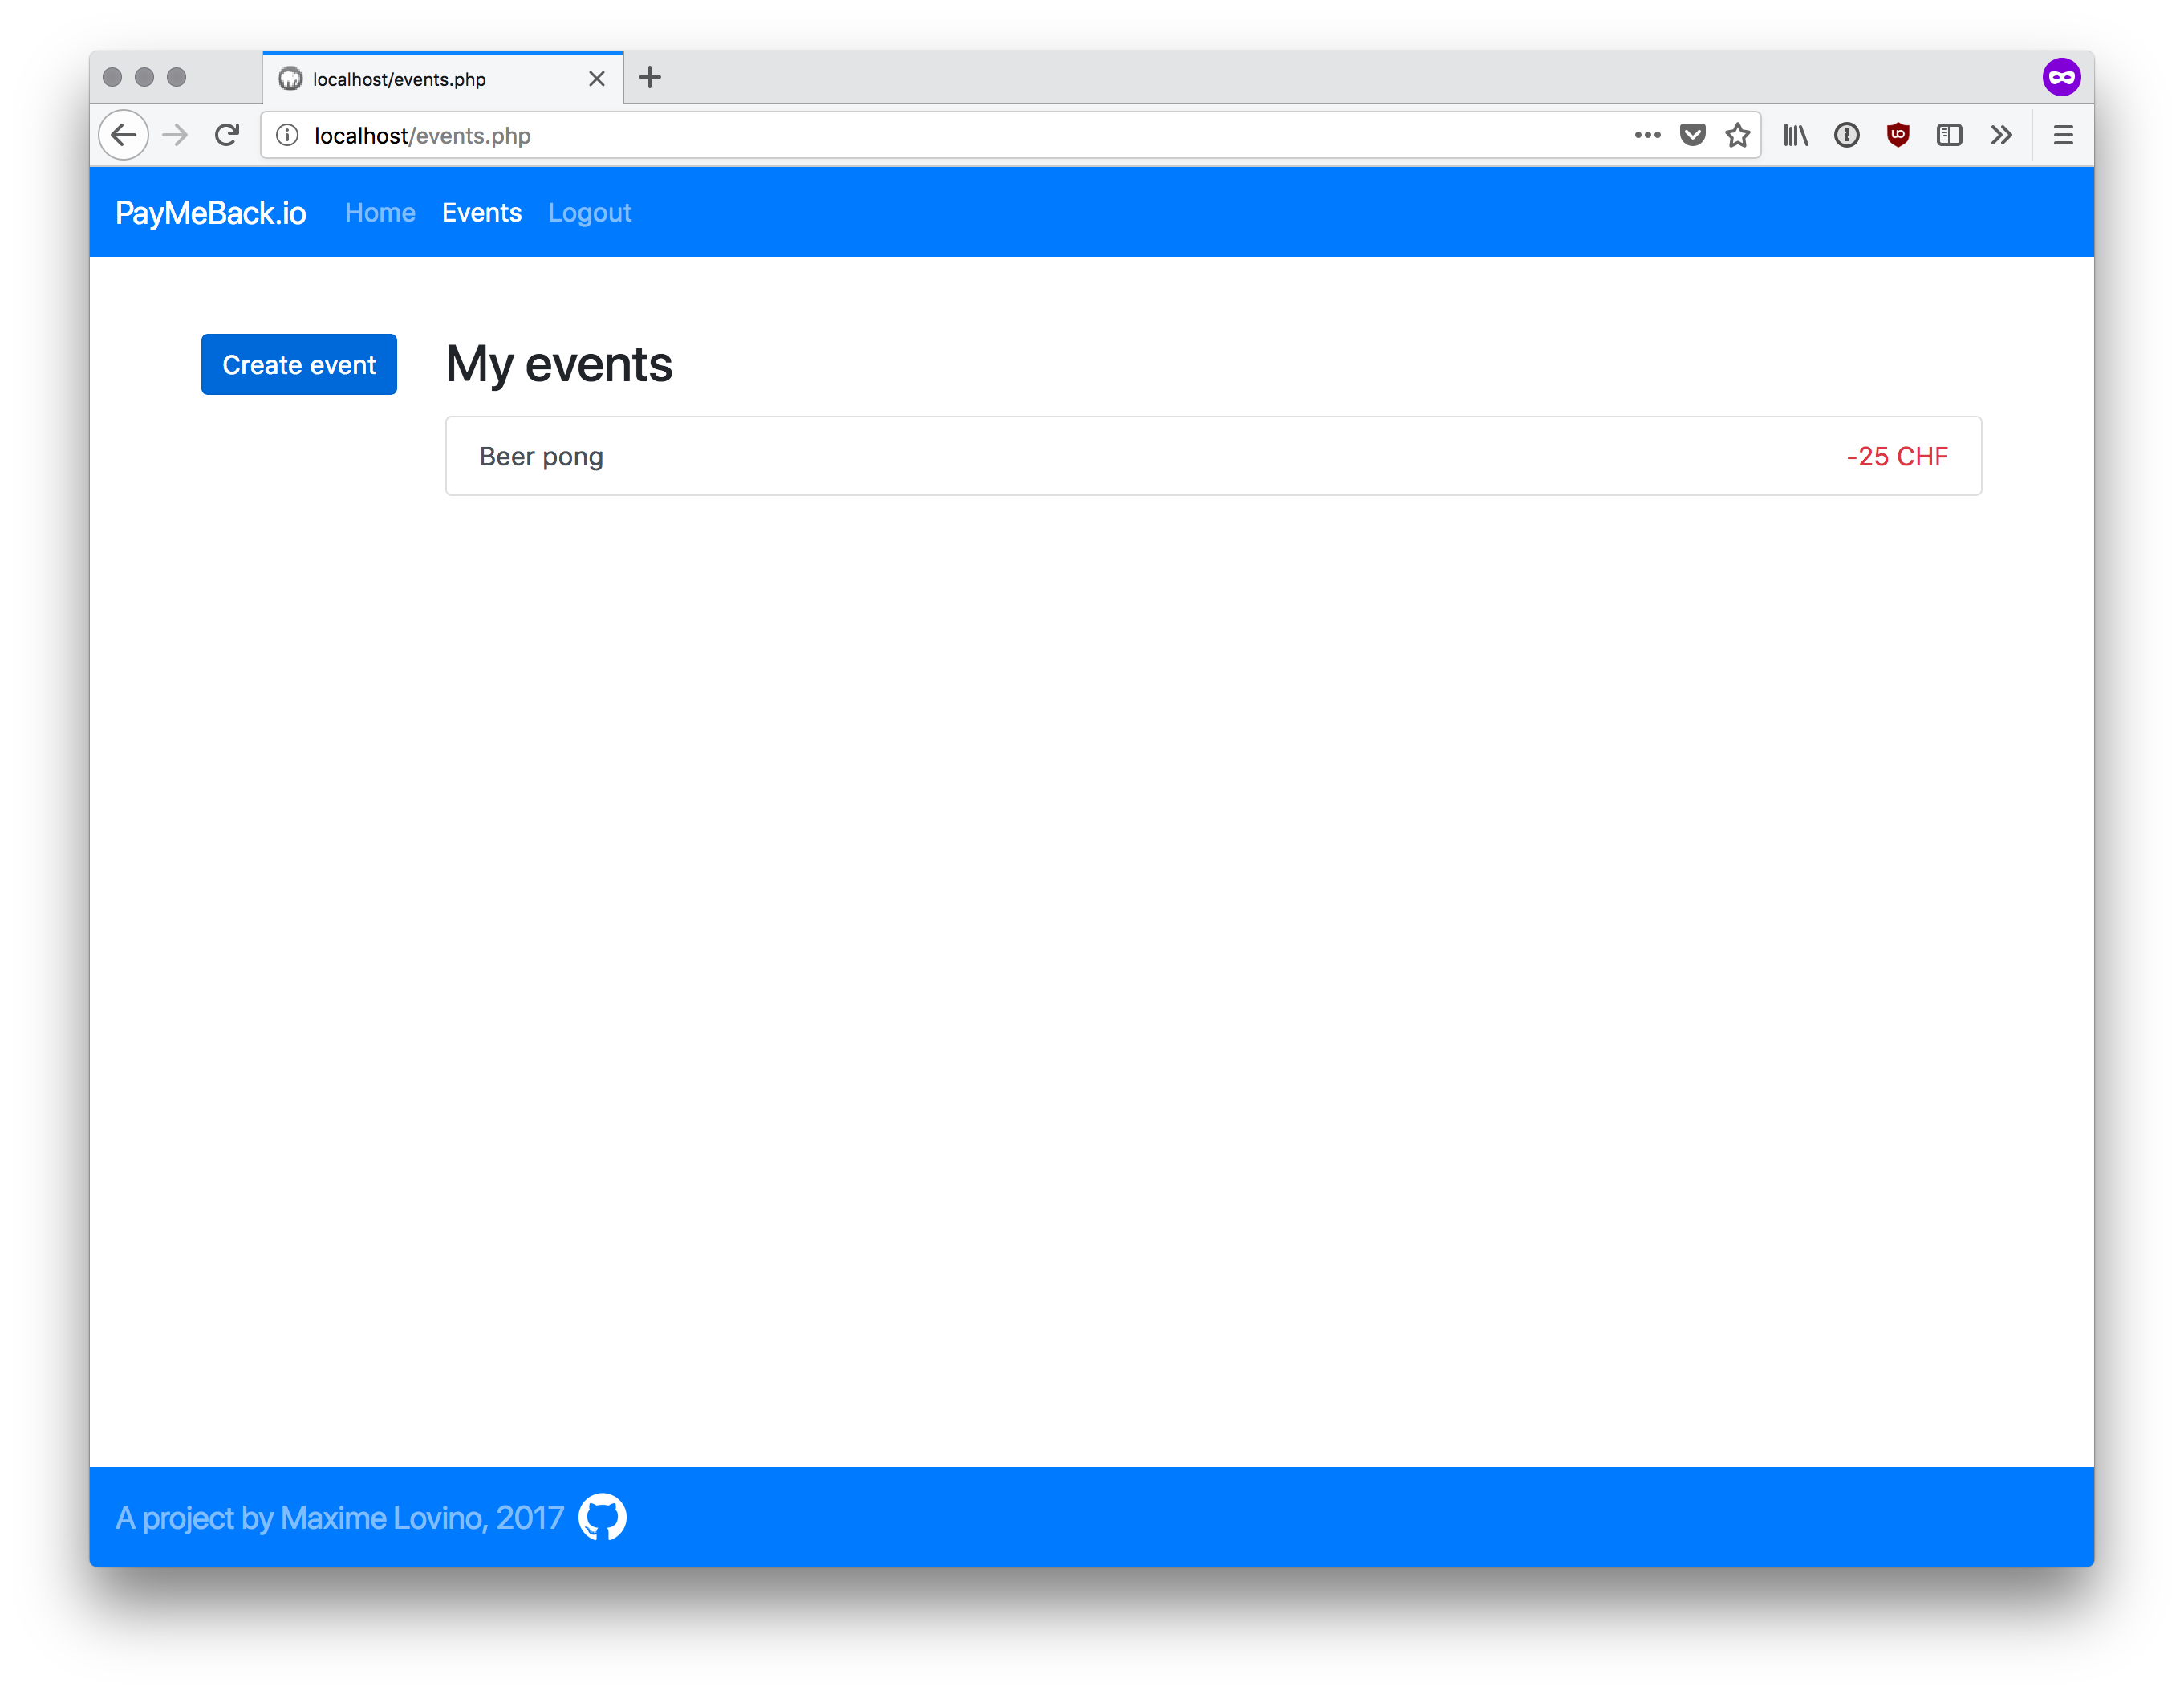 localhost/events.php
localhost/events.php
PayMeBack.io Home Events Logout
Create event
My events
Beer pong -25 CHF
A project by Maxime Lovino, 2017